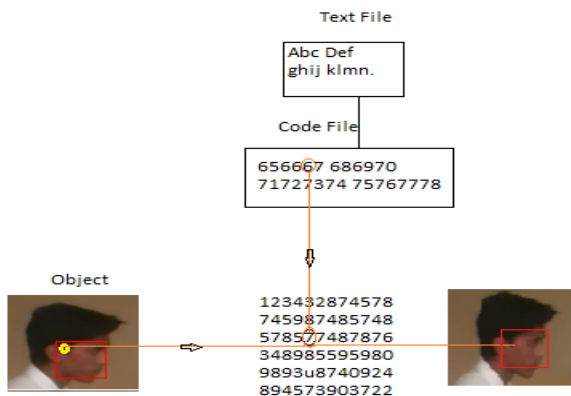 Text File
Abc Def
ghij klmn.
Code File
656667 686970
71727374 75767778
Object
123432874578
745987485748
578577487876
348985595980
9893u8740924
894573903722